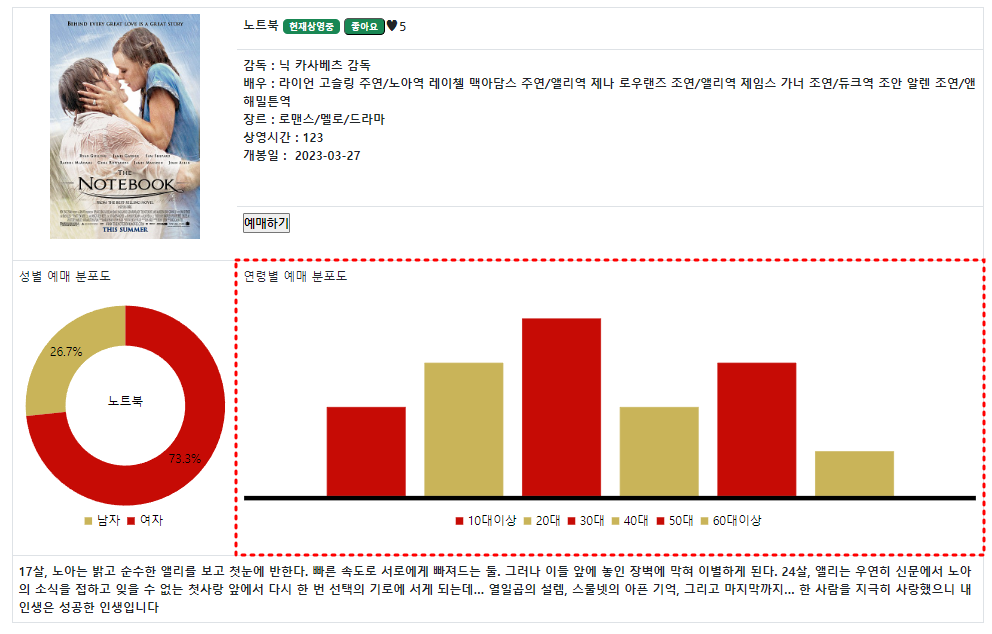 BEHIND EVERY GREAT LOVE IS A GREAT STORY
THE
NOTEBOOK
THIS SUMMER
노트북 현재상영중 좋아요 ♥5
감독 : 닉 카사베츠 감독
배우 : 라이언 고슬링 주연/노아역 레이첼 맥아담스 주연/앨리역 제나 로우랜즈 조연/앨리역 제임스 가너 조연/듀크역 조안 알렌 조연/앤
해밀튼역
장르 : 로맨스/멜로/드라마
상영시간 : 123
개봉일 : 2023-03-27
예매하기
성별 예매 분포도
26.7%
노트북
73.3%
남자 여자
연령별 예매 분포도
10대이상 20대 30대 40대 50대 60대이상
17살, 노아는 밝고 순수한 앨리를 보고 첫눈에 반한다. 빠른 속도로 서로에게 빠져드는 둘. 그러나 이들 앞에 놓인 장벽에 막혀 이별하게 된다. 24살, 앨리는 우연히 신문에서 노아
의 소식을 접하고 잊을 수 없는 첫사랑 앞에서 다시 한 번 선택의 기로에 서게 되는데... 열일곱의 설렘, 스물넷의 아픈 기억, 그리고 마지막까지... 한 사람을 지극히 사랑했으니 내
인생은 성공한 인생입니다